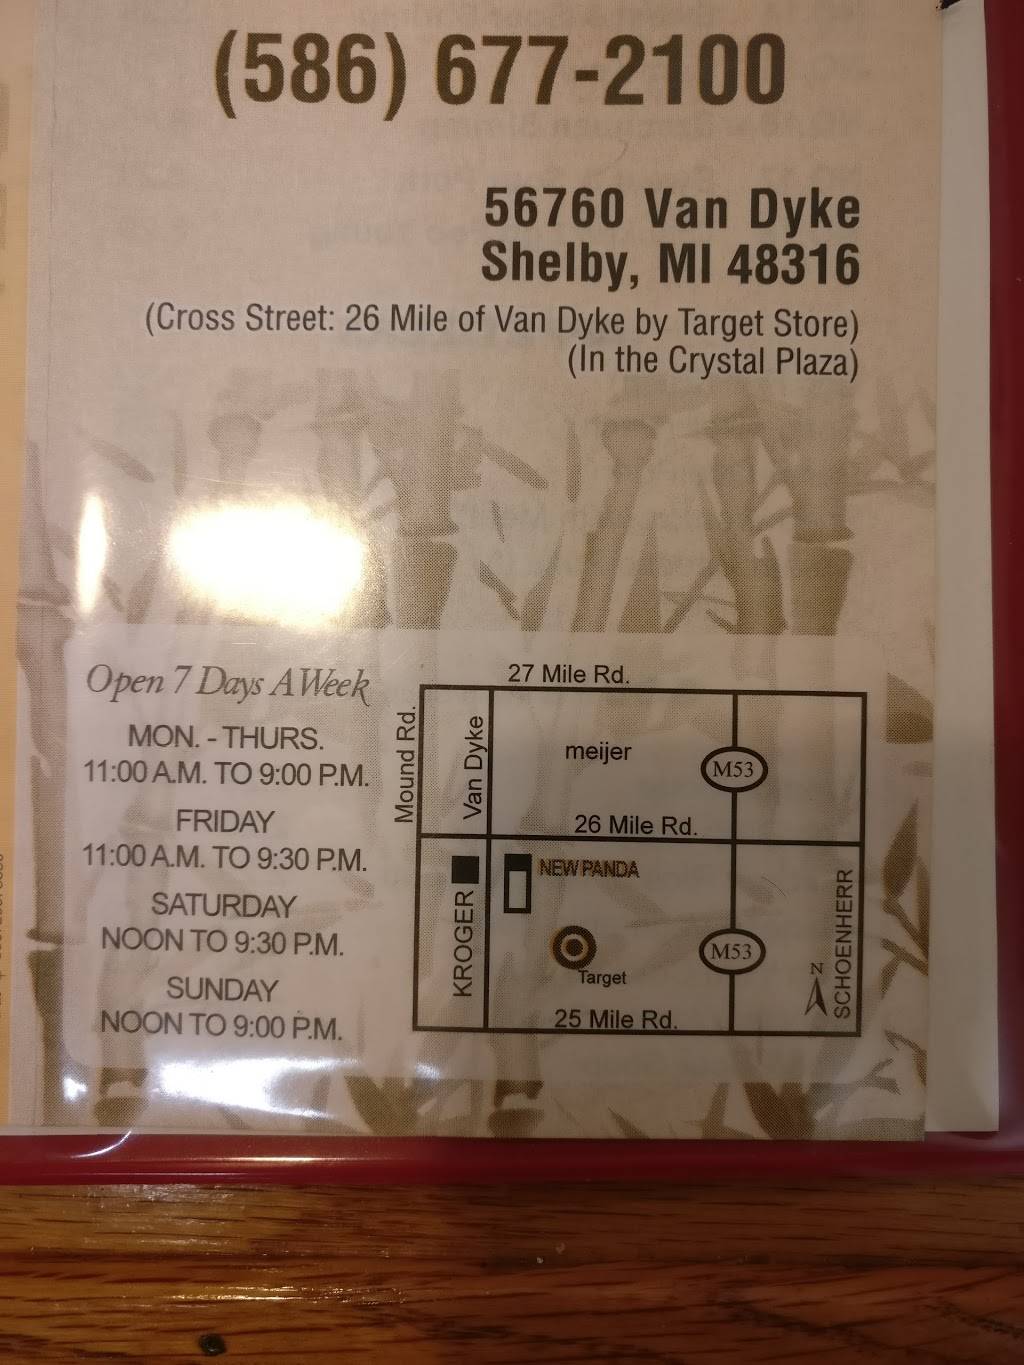 (586) 677-2100
56760 Van Dyke
Shelby, MI 48316
(Cross Street: 26 Mile of Van Dyke by Target Store)
(In the Crystal Plaza)
Open 7 Days A Week
MON. - THURS.
11:00 A.M. TO 9:00 P.M.
FRIDAY
11:00 A.M. TO 9:30 P.M.
SATURDAY
NOON TO 9:30 P.M.
SUNDAY
NOON TO 9:00 P.M.
27 Mile Rd.
Mound Rd.
Van Dyke
meijer
M53
26 Mile Rd.
KROGER
NEW PANDA
Target
M53
N
SCHOENHERR
25 Mile Rd.